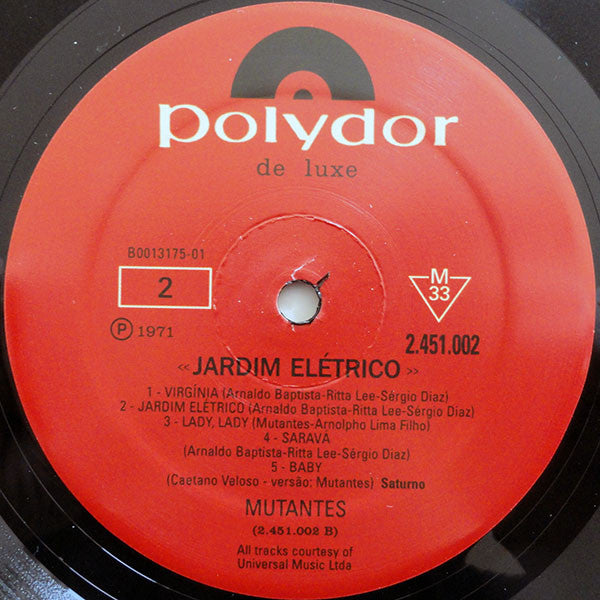 polydor
de luxe
B0013175-01
2
M
33
Ⓟ 1971
2.451.002
‹‹ JARDIM ELÉTRICO ››
1 - VIRGÍNIA (Arnaldo Baptista-Ritta Lee-Sérgio Diaz)
2 - JARDIM ELÉTRICO (Arnaldo Baptista-Ritta Lee-Sérgio Diaz)
3 - LADY, LADY (Mutantes-Arnolpho Lima Filho)
4 - SARAVA
(Arnaldo Baptista-Ritta Lee-Sérgio Diaz)
5 - BABY
(Caetano Veloso - versão: Mutantes) Saturno
MUTANTES
(2.451.002 B)
All tracks courtesy of
Universal Music Ltda